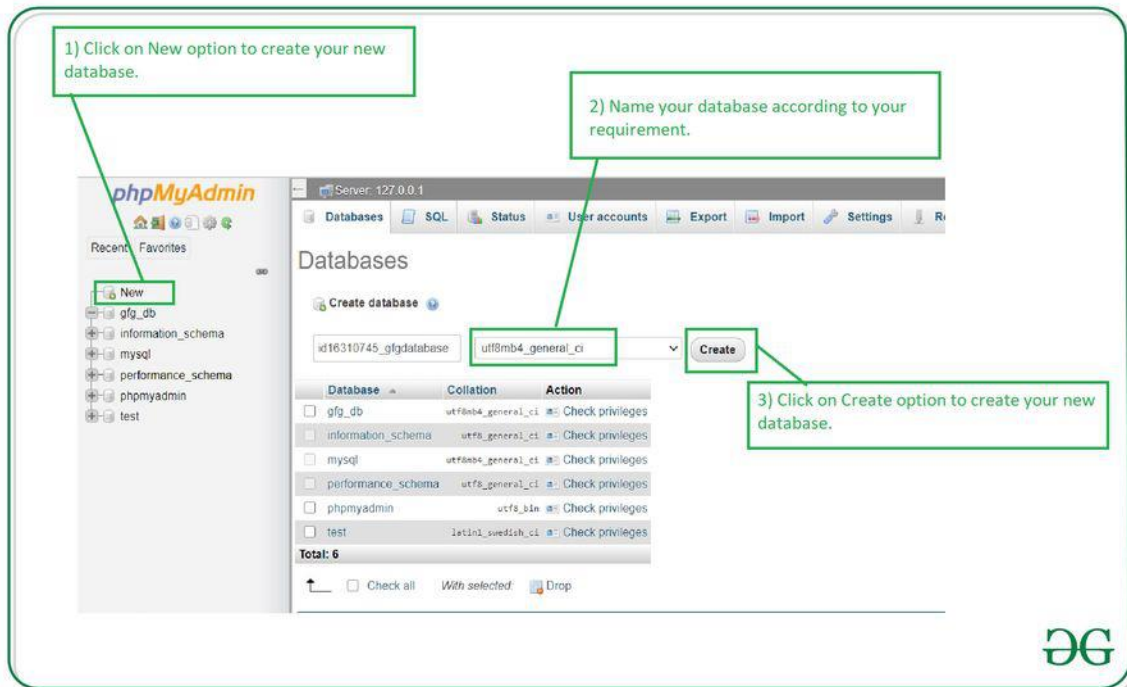 1) Click on New option to create your new
database.
2) Name your database according to your
requirement.
phpMyAdmin
Recent Favorites
New
gfg_db
information_schema
mysql
performance_schema
phpmyadmin
test
Server: 127.0.0.1
Databases SQL Status User accounts Export Import Settings R
Databases
Create database
id16310745_gfgdatabase utf8mb4_general_ci Create
Database Collation Action
gfg_db utf8mb4_general_ci Check privileges
information_schema utf8_general_ci Check privileges
mysql utf8mb4_general_ci Check privileges
performance_schema utf8_general_ci Check privileges
phpmyadmin utf8_bin Check privileges
test latin1_swedish_ci Check privileges
Total: 6
Check all With selected: Drop
3) Click on Create option to create your new
database.